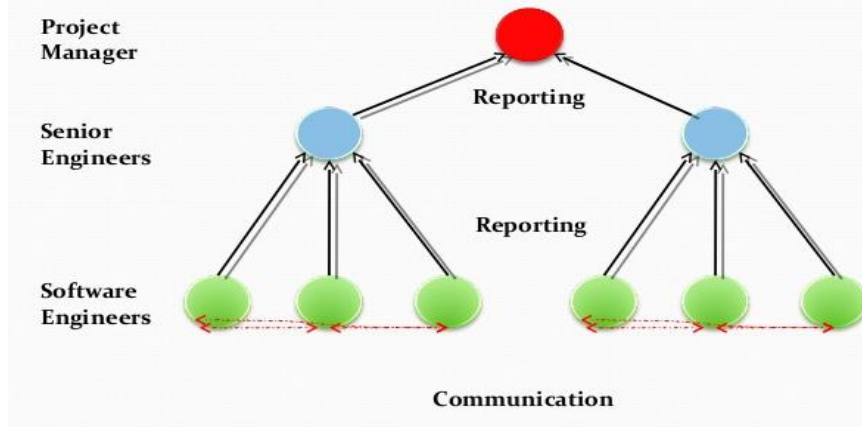 Project
Manager
Reporting
Senior
Engineers
Reporting
Software
Engineers
Communication